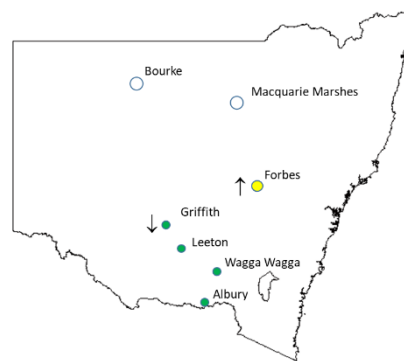 Bourke
Macquarie Marshes
Forbes
Griffith
Leeton
Wagga Wagga
Albury